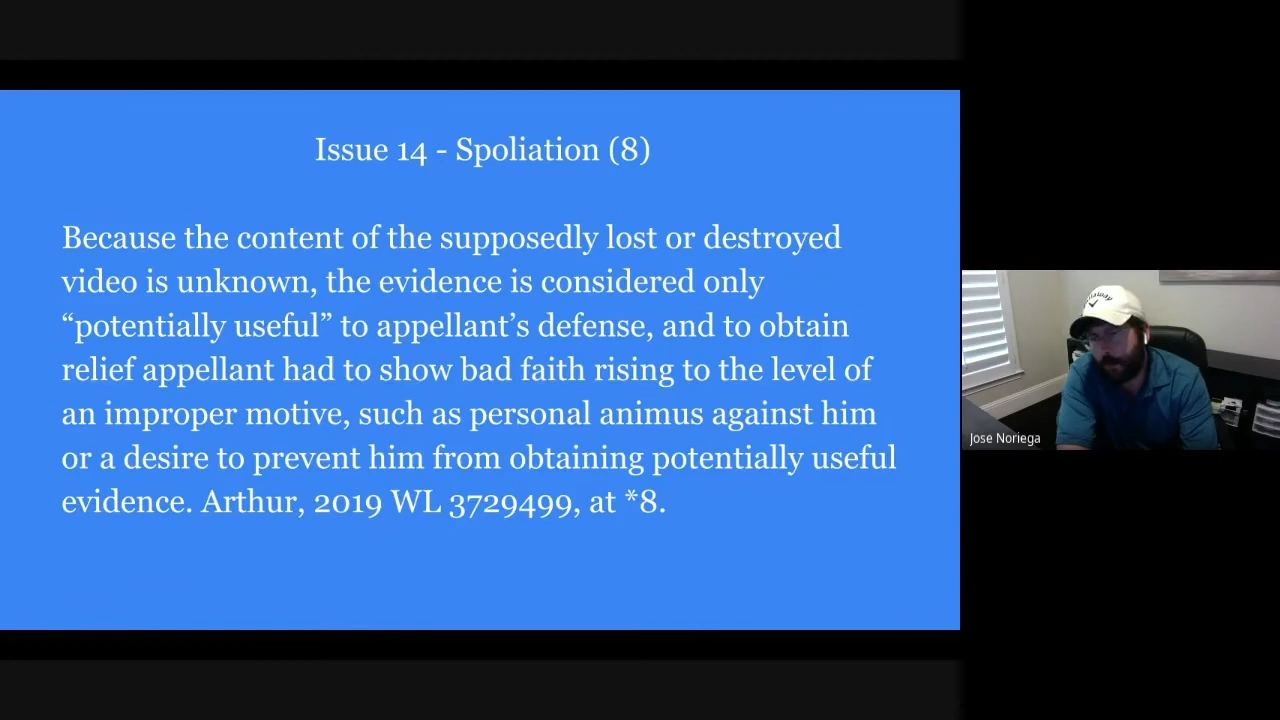 Issue 14 - Spoliation (8)
Because the content of the supposedly lost or destroyed
video is unknown, the evidence is considered only
“potentially useful” to appellant’s defense, and to obtain
relief appellant had to show bad faith rising to the level of
an improper motive, such as personal animus against him
or a desire to prevent him from obtaining potentially useful
evidence. Arthur, 2019 WL 3729499, at *8.
Jose Noriega